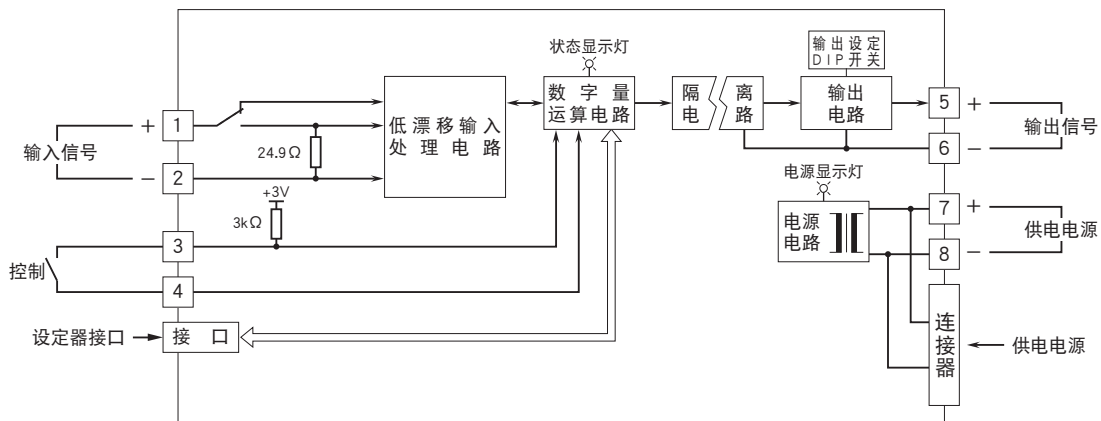 状态显示灯
输出设定
DIP开关
数字量
运算电路
隔离
电路
输出
电路
5
+
输出信号
6
−
+
1
输入信号
−
2
24.9Ω
低漂移输入
处理电路
+3V
3kΩ
电源显示灯
电源
电路
7
+
供电电源
8
−
3
控制
4
设定器接口
接口
连接器
供电电源